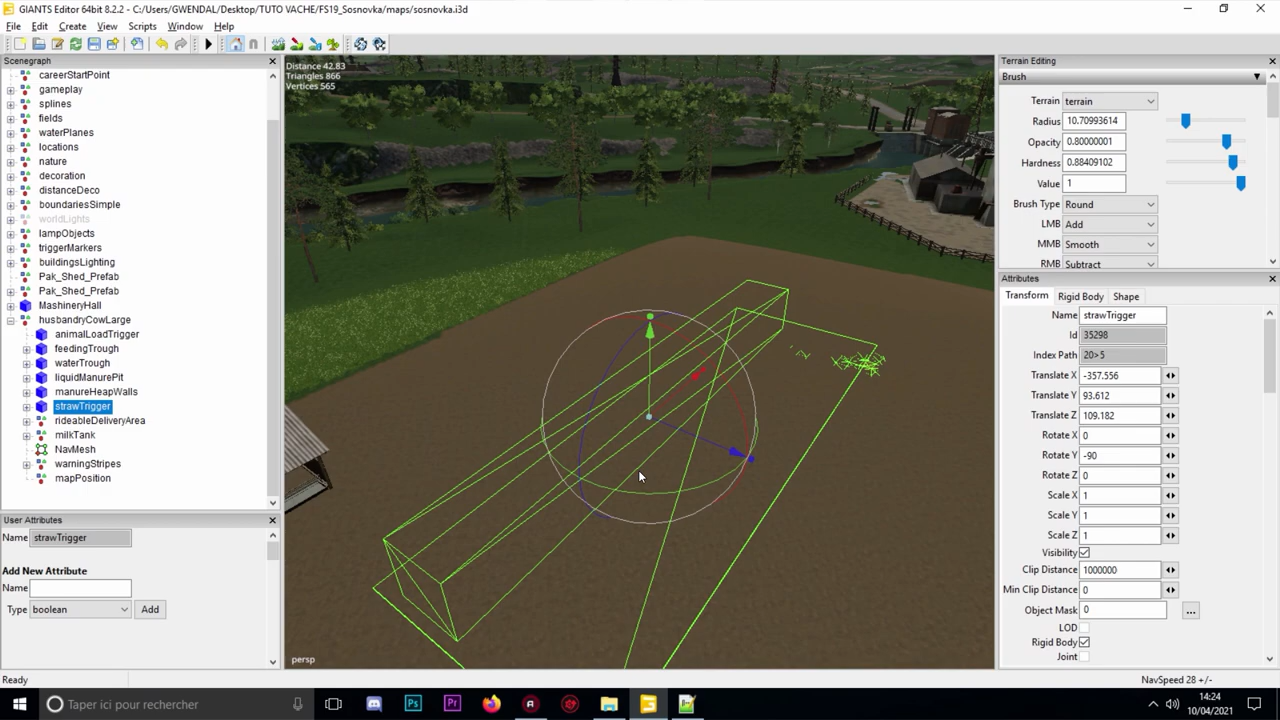 GIANTS Editor 64bit 8.2.2 - C:/Users/GWENDAL/Desktop/TUTO VACHE/FS19_Sosnovka/maps/sosnovka.i3d
File Edit Create View Scripts Window Help
Scenegraph
careerStartPoint
gameplay
splines
fields
waterPlanes
locations
nature
decoration
distanceDeco
boundariesSimple
worldLights
lampObjects
triggerMarkers
buildingsLighting
Pak_Shed_Prefab
Pak_Shed_Prefab
MachineryHall
husbandryCowLarge
animalLoadTrigger
feedingTrough
waterTrough
liquidManurePit
manureHeapWalls
strawTrigger
rideableDeliveryArea
milkTank
NavMesh
warningStripes
mapPosition
User Attributes
Name strawTrigger
Add New Attribute
Name
Type boolean Add
Distance 42.83
Triangles 866
Vertices 565
persp
Terrain Editing
Brush
Terrain terrain
Radius 10.70993614
Opacity 0.80000001
Hardness 0.88409102
Value 1
Brush Type Round
LMB Add
MMB Smooth
RMB Subtract
Attributes
Transform Rigid Body Shape
Name strawTrigger
Id 35298
Index Path 20>5
Translate X -357.556
Translate Y 93.612
Translate Z 109.182
Rotate X 0
Rotate Y -90
Rotate Z 0
Scale X 1
Scale Y 1
Scale Z 1
Visibility
Clip Distance 1000000
Min Clip Distance 0
Object Mask 0 ...
LOD
Rigid Body
Joint
Ready NavSpeed 28 +/-
Taper ici pour rechercher
Ps
Pr
14:24
10/04/2021